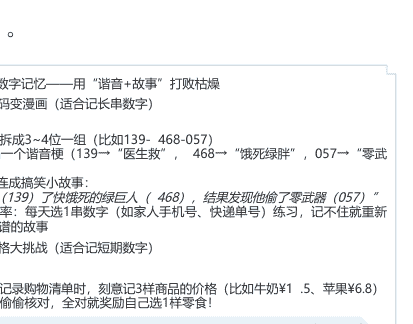 。
数字记忆——用“谐音+故事”打败枯燥
码变漫画（适合记长串数字）
拆成3~4位一组（比如139- 468-057）
一个谐音梗（139→“医生救”， 468→“饿死绿胖”，057→“零武
连成搞笑小故事：
（139）了快饿死的绿巨人（ 468），结果发现他偷了零武器（057）”
率：每天选1串数字（如家人手机号、快递单号）练习，记不住就重新
谱的故事
格大挑战（适合记短期数字）
记录购物清单时，刻意记3样商品的价格（比如牛奶¥1 .5、苹果¥6.8）
偷偷核对，全对就奖励自己选1样零食！